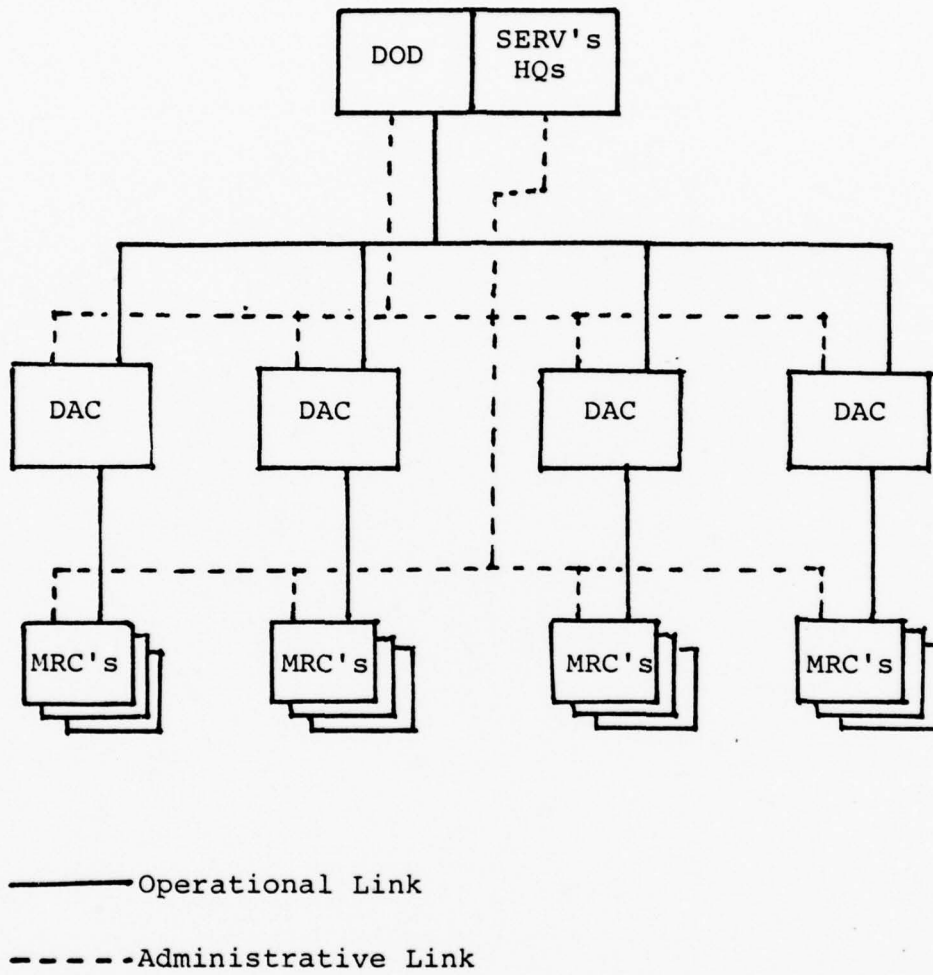 DOD
SERV's
HQs
DAC
DAC
DAC
DAC
MRC's
MRC's
MRC's
MRC's
Operational Link
Administrative Link